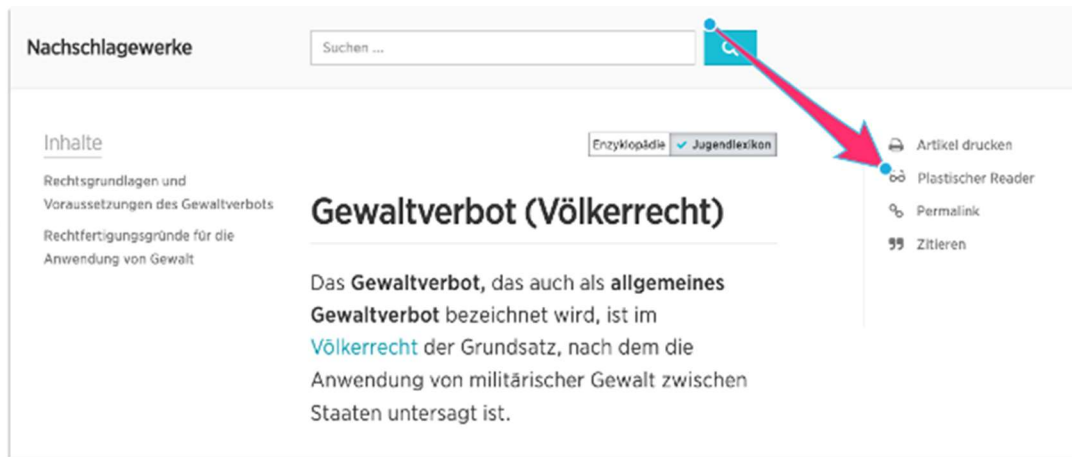 Nachschlagewerke
Suchen ...
Inhalte
Rechtsgrundlagen und
Voraussetzungen des Gewaltverbots
Rechtfertigungsgründe für die
Anwendung von Gewalt
Enzyklopädie ✓ Jugendlexikon
Gewaltverbot (Völkerrecht)
Das Gewaltverbot, das auch als allgemeines
Gewaltverbot bezeichnet wird, ist im
Völkerrecht der Grundsatz, nach dem die
Anwendung von militärischer Gewalt zwischen
Staaten untersagt ist.
Artikel drucken
Plastischer Reader
Permalink
Zitieren